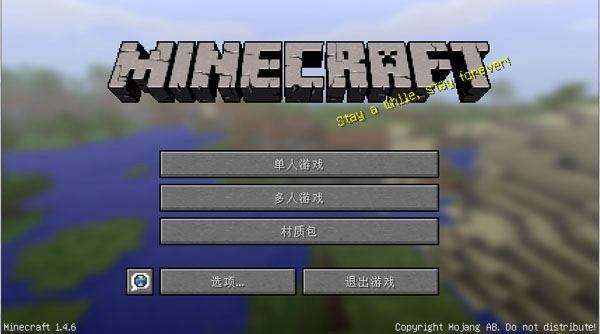 MINECRAFT
Stay a while, stay forever!
单人游戏
多人游戏
材质包
选项...
退出游戏
Minecraft 1.4.6
Copyright Mojang AB. Do not distribute!